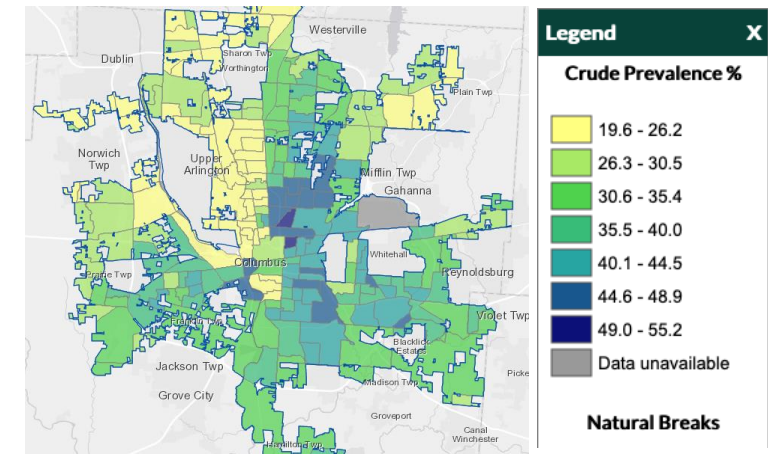 Westerville
Dublin
Sharon Twp
Worthington
Plain Twp
Norwich
Twp
Upper
Arlington
Mifflin Twp
Gahanna
Columbus
Whitehall
Prairie Twp
Reynoldsburg
Franklin Twp
Violet Twp
Blacklick
Estates
Jackson Twp
Madison Twp
Picke
Grove City
Groveport
Canal
Winchester
Hamilton Twp
Legend X
Crude Prevalence %
19.6 - 26.2
26.3 - 30.5
30.6 - 35.4
35.5 - 40.0
40.1 - 44.5
44.6 - 48.9
49.0 - 55.2
Data unavailable
Natural Breaks